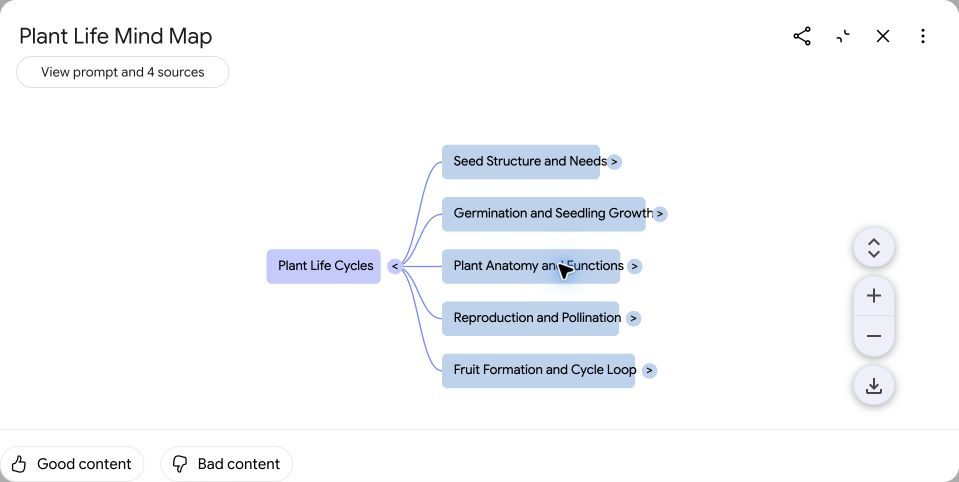 Plant Life Mind Map
View prompt and 4 sources
Seed Structure and Needs >
Germination and Seedling Growth >
Plant Life Cycles <
Plant Anatomy and Functions >
Reproduction and Pollination >
Fruit Formation and Cycle Loop >
Good content
Bad content